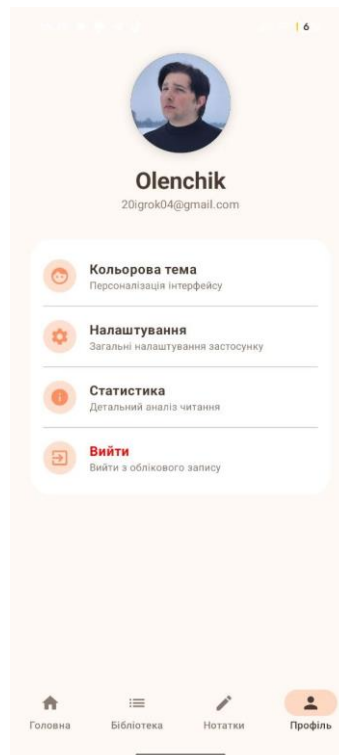 6
Olenchik
20igrok04@gmail.com
Кольорова тема
Персоналізація інтерфейсу
Налаштування
Загальні налаштування застосунку
Статистика
Детальний аналіз читання
Вийти
Вийти з облікового запису
Головна Бібліотека Нотатки Профіль